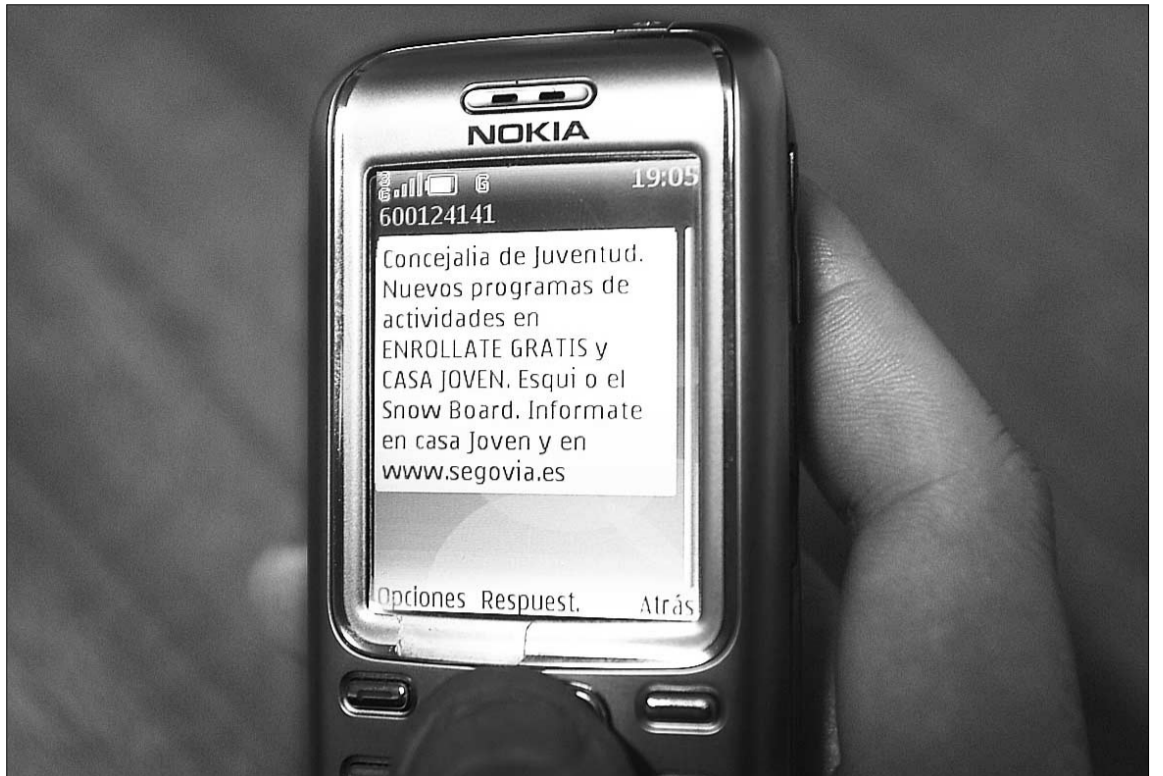 NOKIA
3G G 19:05
600124141
Concejalia de Juventud.
Nuevos programas de
actividades en
ENROLLATE GRATIS y
CASA JOVEN. Esqui o el
Snow Board. Informate
en casa Joven y en
www.segovia.es
Opciones Respuest. Atrás